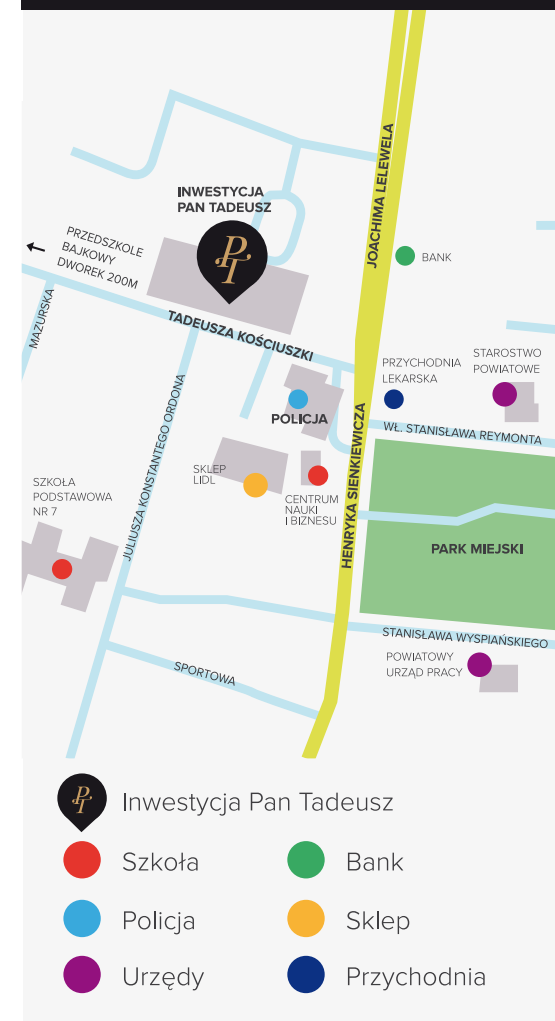 JOACHIMA LELEWELA
INWESTYCJA
PAN TADEUSZ
PT
PRZEDSZKOLE
BAJKOWY
DWOREK 200M
BANK
MAZURSKA
TADEUSZA KOŚCIUSZKI
PRZYCHODNIA
LEKARSKA
STAROSTWO
POWIATOWE
JULIUSZA KONSTANTEGO ORDONA
POLICJA
WŁ. STANISŁAWA REYMONTA
HENRYKA SIENKIEWICZA
SKLEP
LIDL
SZKOŁA
PODSTAWOWA
NR 7
CENTRUM
NAUKI
I BIZNESU
PARK MIEJSKI
STANISŁAWA WYSPIAŃSKIEGO
POWIATOWY
URZĄD PRACY
SPORTOWA
PT
Inwestycja Pan Tadeusz
Szkoła
Bank
Policja
Sklep
Urzędy
Przychodnia